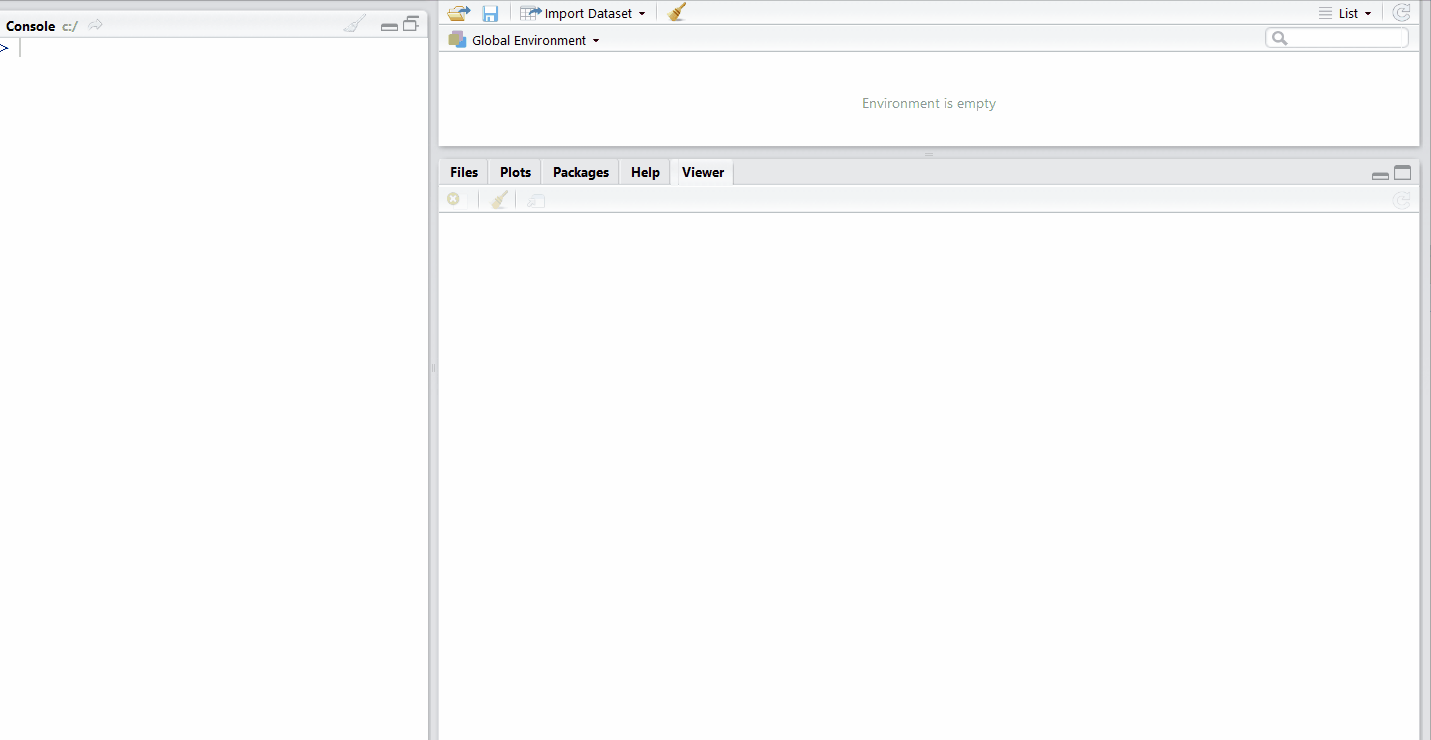 Console c:/
>
Import Dataset
List
Global Environment
Environment is empty
Files Plots Packages Help Viewer